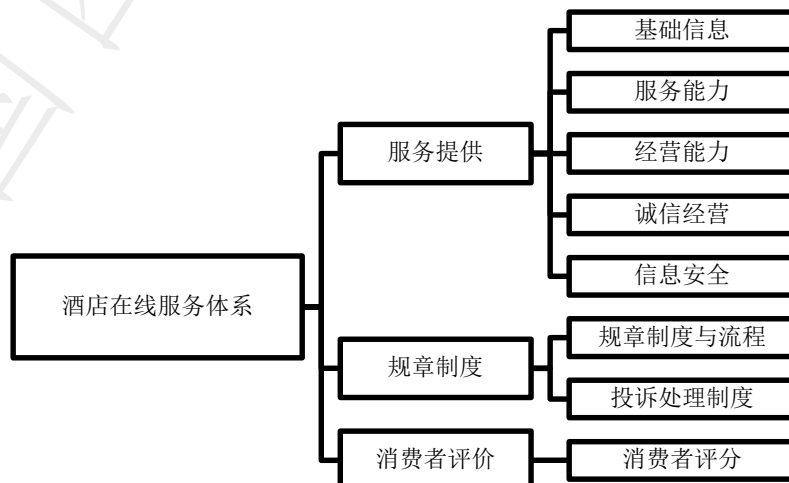 基础信息
服务能力
服务提供
经营能力
诚信经营
信息安全
酒店在线服务体系
规章制度与流程
规章制度
投诉处理制度
消费者评价
消费者评分